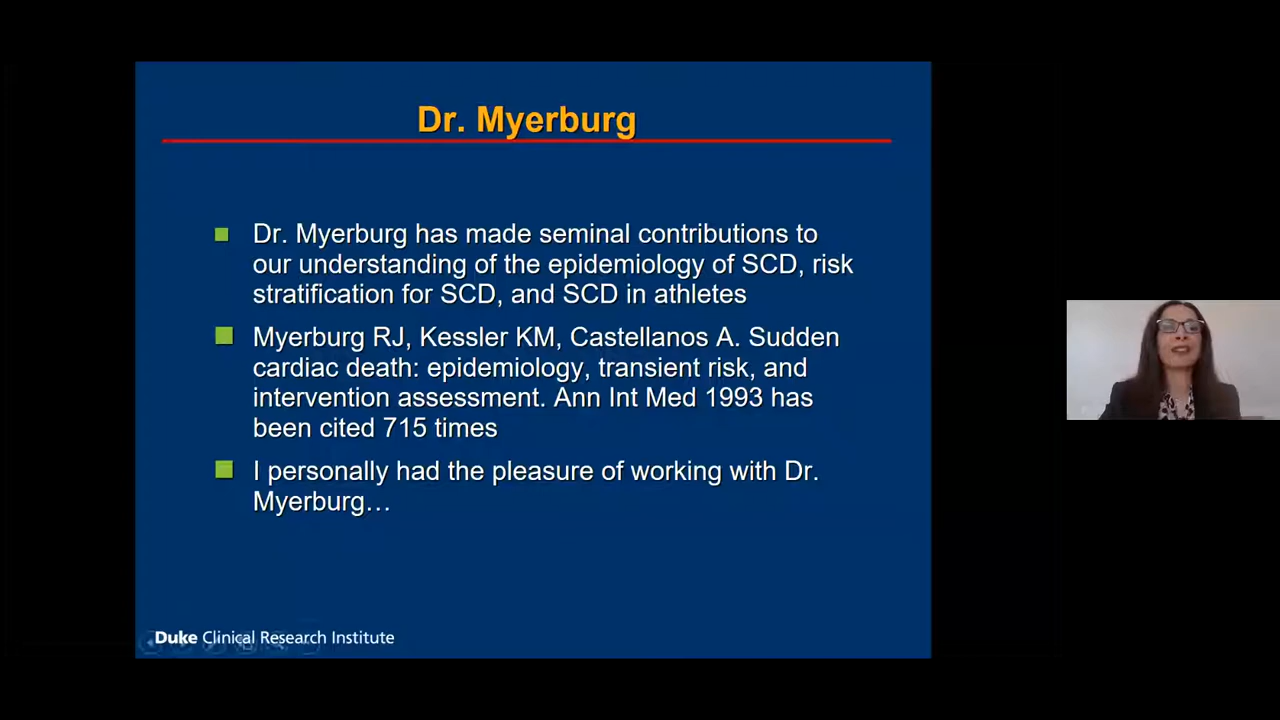 Dr. Myerburg
Dr. Myerburg has made seminal contributions to
our understanding of the epidemiology of SCD, risk
stratification for SCD, and SCD in athletes
Myerburg RJ, Kessler KM, Castellanos A. Sudden
cardiac death: epidemiology, transient risk, and
intervention assessment. Ann Int Med 1993 has
been cited 715 times
I personally had the pleasure of working with Dr.
Myerburg…
Duke Clinical Research Institute